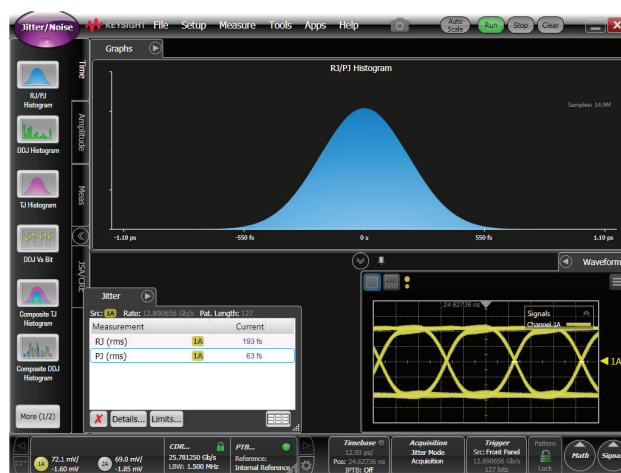 Jitter/Noise
KEYSIGHT File Setup Measure Tools Apps Help
Auto Scale
Run
Stop
Clear
Graphs
Time
Amplitude
Meas
JSA/CRE
RJ/PJ Histogram
DDJ Histogram
TJ Histogram
DDJ Vs Bit
Composite TJ Histogram
Composite DDJ Histogram
More (1/2)
RJ/PJ Histogram
Samples: 14.9M
-1.10 ps
-550 fs
0 s
550 fs
1.10 ps
Waveform
Jitter
Src: 1A Rate: 12.890656 Gb/s Pat. Length: 127
Measurement Current
RJ (rms) 1A 193 fs
PJ (rms) 1A 63 fs
Details... Limits...
24.62736 ns
Signals
Channel 1A
1A
1A 72.1 mV/
-1.60 mV
2A 69.0 mV/
-1.85 mV
CDR...
25.781250 Gb/s
LBW: 1.500 MHz
PTB...
Reference:
Internal Reference
Timebase
12.93 ps/
Pos: 24.62736 ns
IPTB: Off
Acquisition
Jitter Mode
Acquisition
Trigger
Src: Front Panel
12.890656 Gb/s
127 bits
Pattern
Lock
Math
Signa